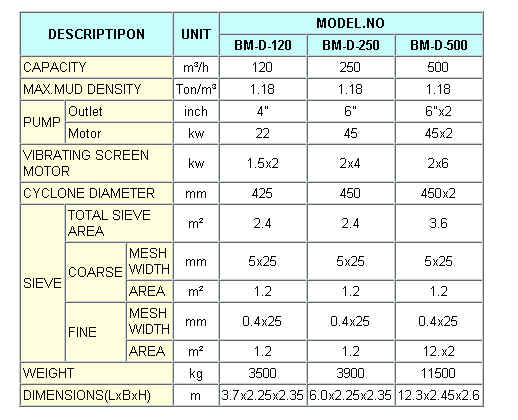 DESCRIPTIPON UNIT MODEL.NO
BM-D-120 BM-D-250 BM-D-500
CAPACITY m³/h 120 250 500
MAX.MUD DENSITY Ton/m³ 1.18 1.18 1.18
PUMP Outlet inch 4" 6" 6"x2
Motor kw 22 45 45x2
VIBRATING SCREEN
MOTOR kw 1.5x2 2x4 2x6
CYCLONE DIAMETER mm 425 450 450x2
SIEVE TOTAL SIEVE
AREA m² 2.4 2.4 3.6
COARSE MESH
WIDTH mm 5x25 5x25 5x25
AREA m² 1.2 1.2 1.2
FINE MESH
WIDTH mm 0.4x25 0.4x25 0.4x25
AREA m² 1.2 1.2 12.x2
WEIGHT kg 3500 3900 11500
DIMENSIONS(LxBxH) m 3.7x2.25x2.35 6.0x2.25x2.35 12.3x2.45x2.6